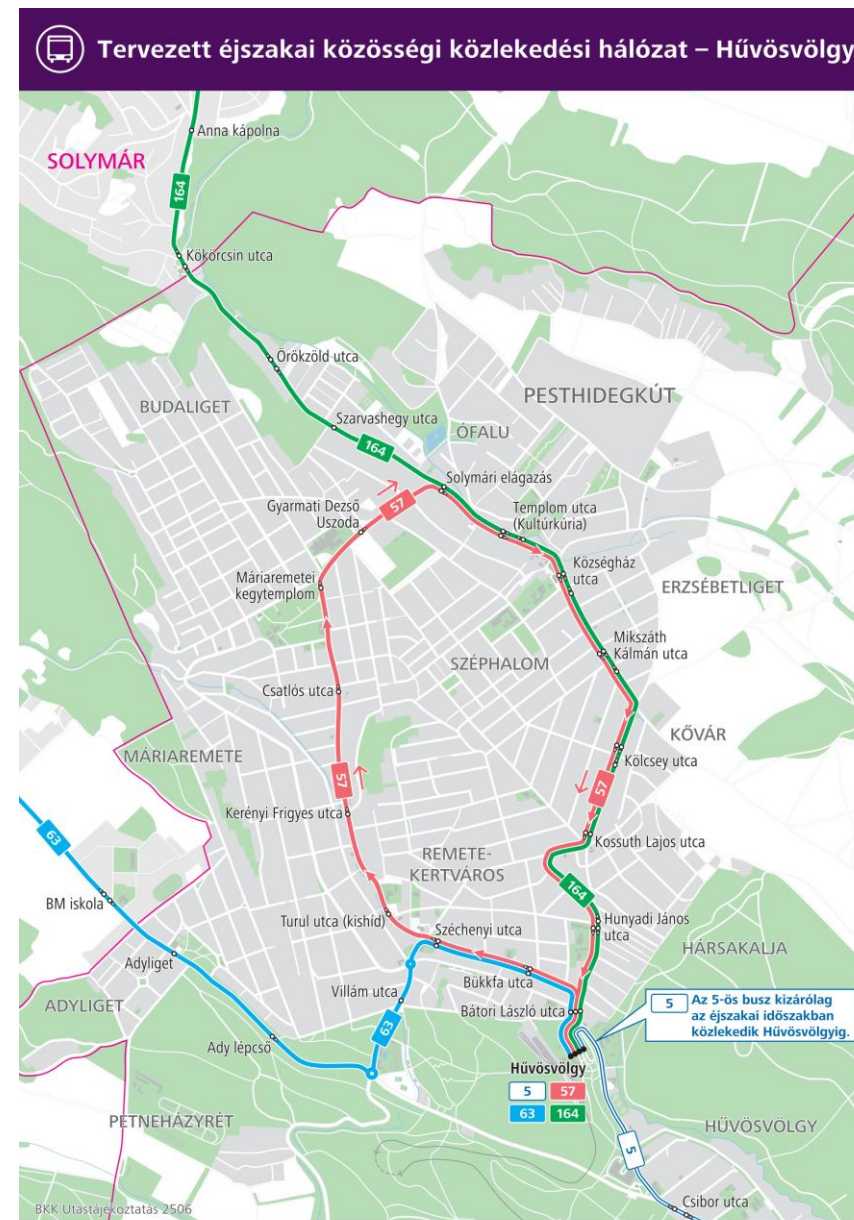 Tervezett éjszakai közösségi közlekedési hálózat – Hűvösvölgy
Anna kápolna
SOLYMÁR
164
Kökörcsin utca
Örökzöld utca
BUDALIGET
PESTHIDEGKÚT
Szarvashegy utca
ÓFALU
164
Solymári elágazás
Gyarmati Dezső
Uszoda
57
Templom utca
(Kultúrkúria)
Községház
utca
Máriaremetei
kegytemplom
ERZSÉBETLIGET
Mikszáth
Kálmán utca
SZÉPHALOM
Csatlós utca
KŐVÁR
MÁRIAREMETE
Kölcsey utca
57
57
Kerényi Frigyes utca
63
Kossuth Lajos utca
REMETE-
KERTVÁROS
164
BM iskola
Turul utca (kishíd)
Hunyadi János
utca
Széchenyi utca
HÁRSAKALJA
Adyliget
Bükkfa utca
Villám utca
ADYLIGET
Bátori László utca
5 Az 5-ös busz kizárólag
az éjszakai időszakban
közlekedik Hűvösvölgyig.
63
Ady lépcső
Hűvösvölgy
5 57
63 164
PETNEHÁZYRÉT
HŰVÖSVÖLGY
5
Csibor utca
BKK Utastájékoztatás 2506